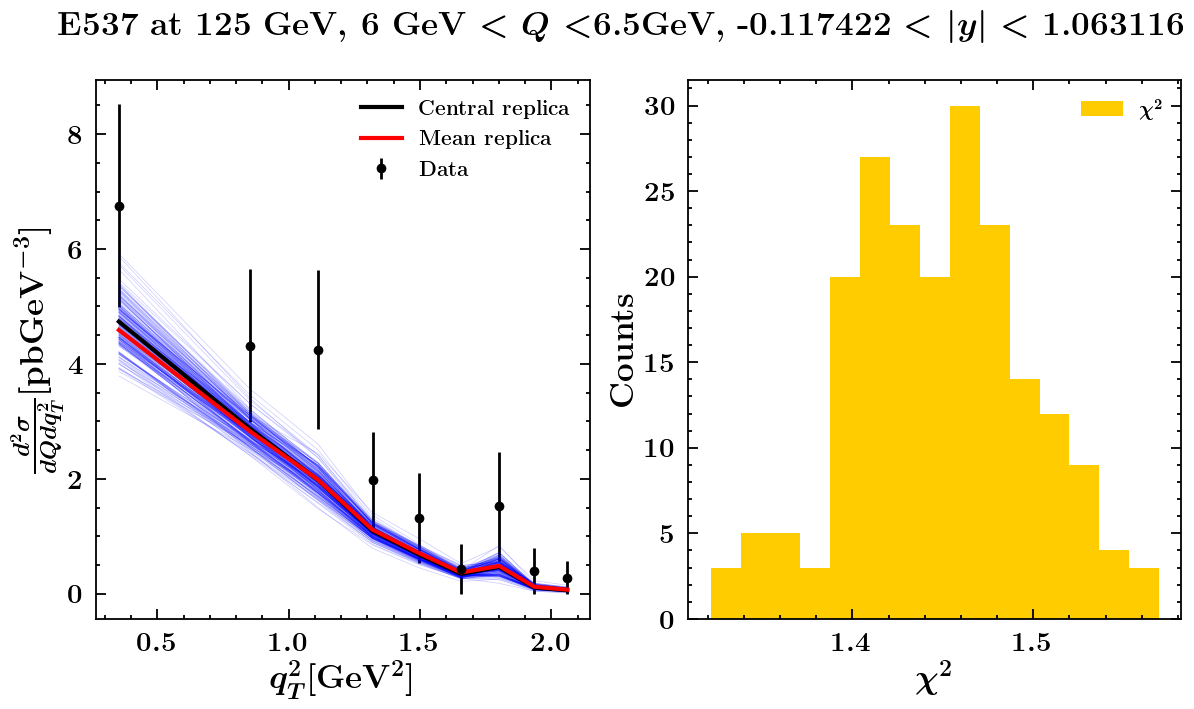 E537 at 125 GeV, 6 GeV < Q <6.5GeV, -0.117422 < |y| < 1.063116
Central replica
Mean replica
Data
8
6
4
2
0
d²σ/dQdq_T² [pbGeV⁻³]
0.5 1.0 1.5 2.0
q_T²[GeV²]
χ²
30
25
20
15
10
5
0
Counts
1.4 1.5
χ²